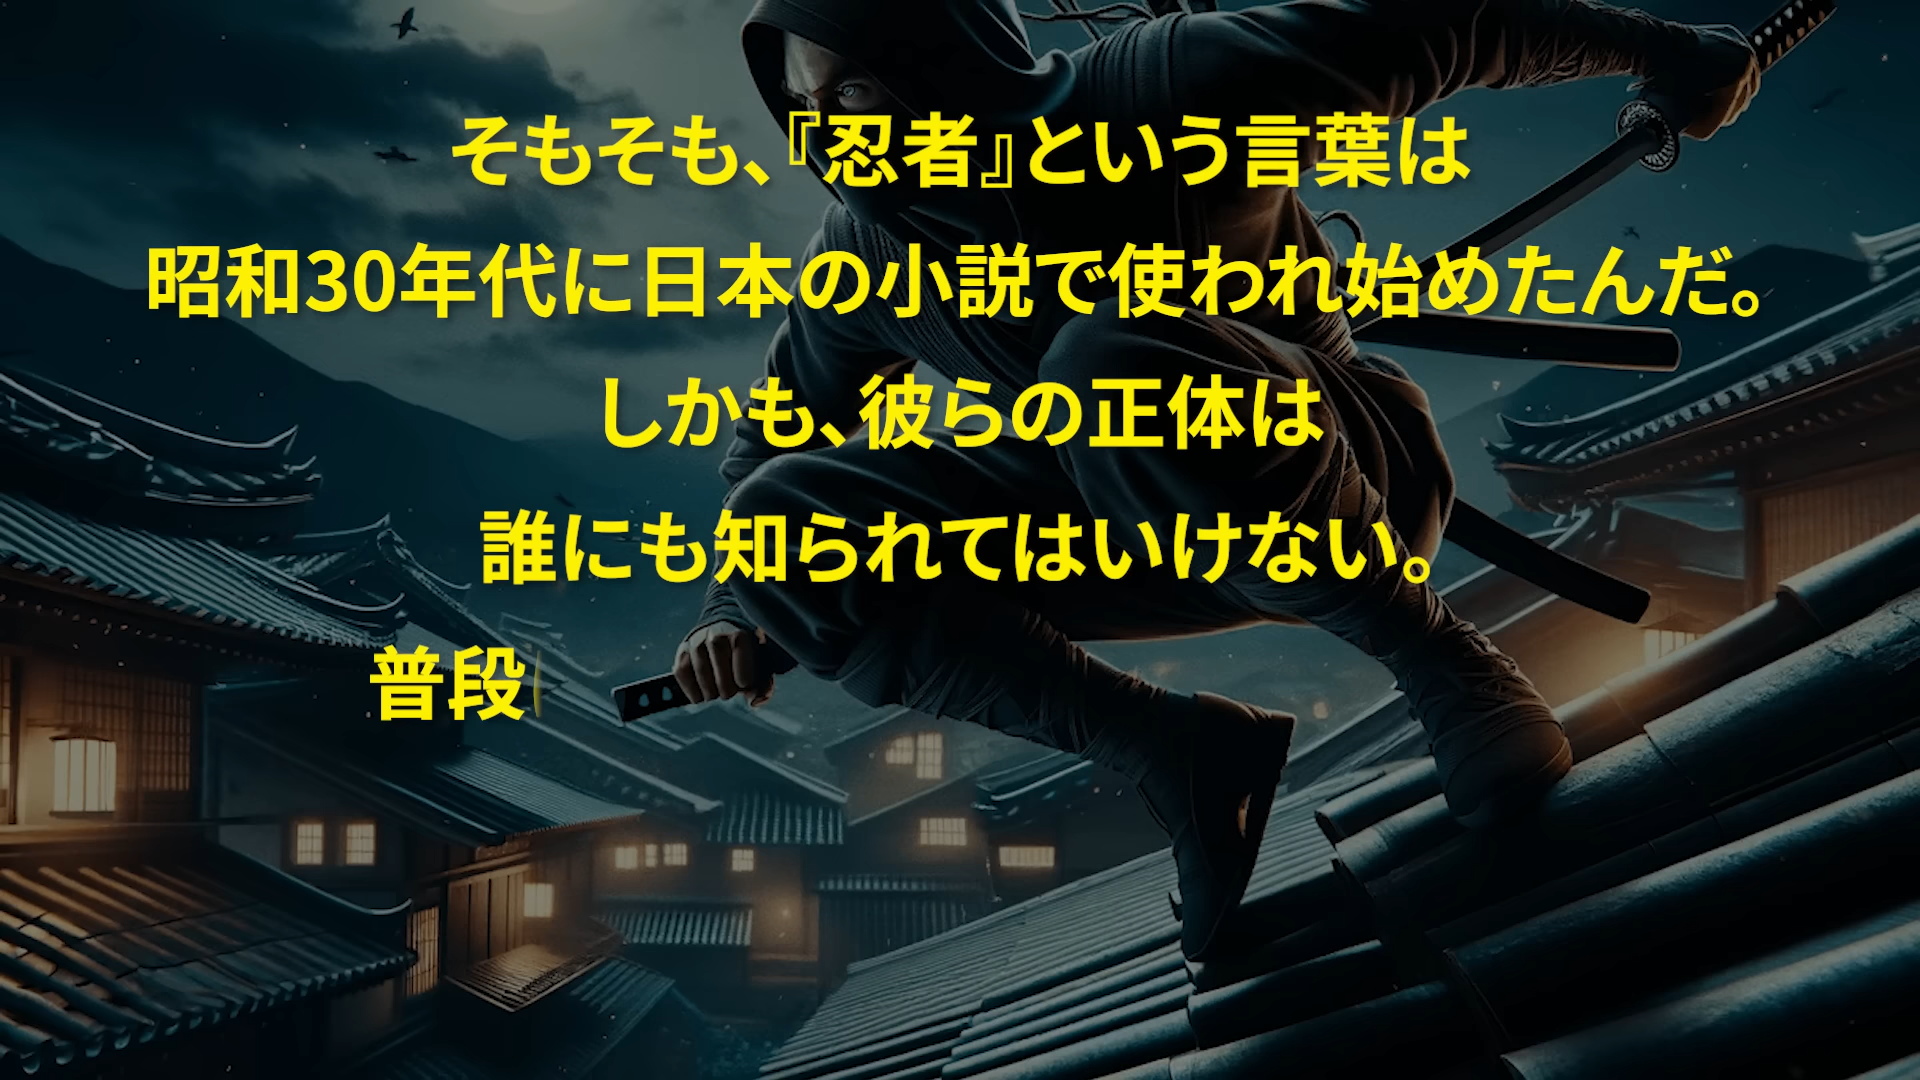 そもそも、『忍者』という言葉は
昭和30年代に日本の小説で使われ始めたんだ。
しかも、彼らの正体は
誰にも知られてはいけない。
普段